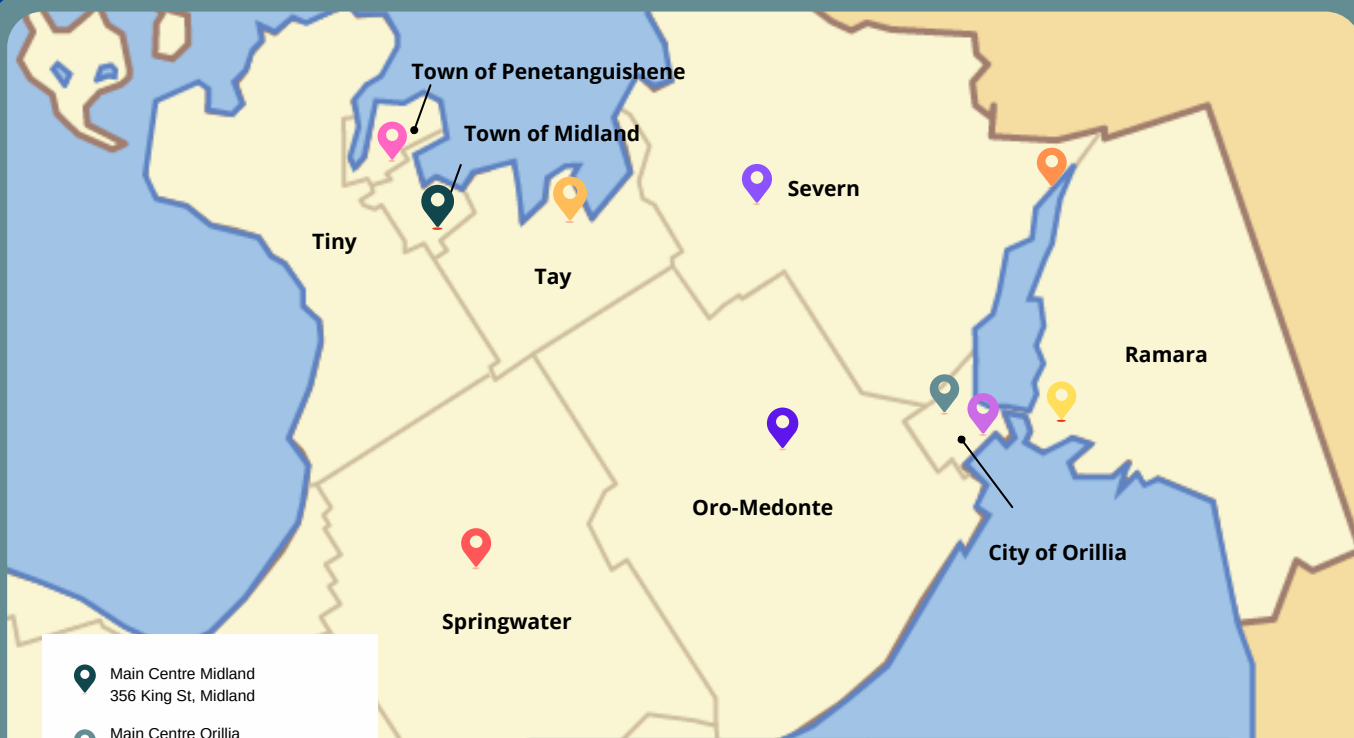 Town of Penetanguishene
Town of Midland
Severn
Tiny
Tay
Ramara
Oro-Medonte
City of Orillia
Springwater
Main Centre Midland
356 King St, Midland
Main Centre Orillia